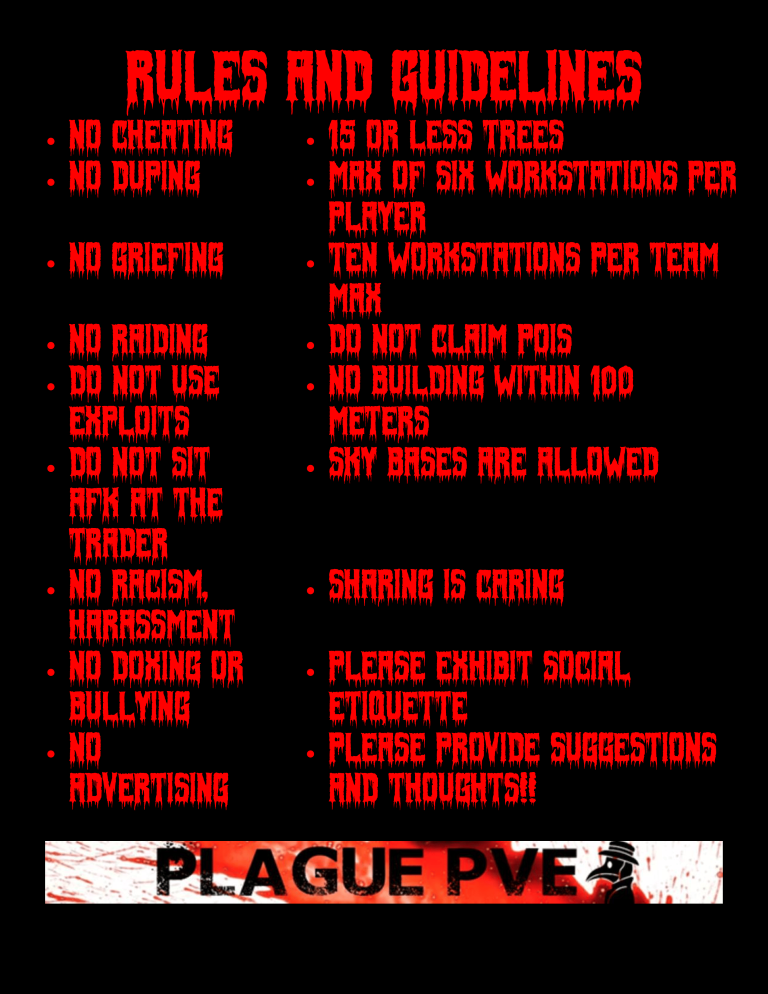 RULES AND GUIDELINES
• NO CHEATING
• NO DUPING
• NO GRIEFING
• NO RAIDING
• DO NOT USE
EXPLOITS
• DO NOT SIT
AFK AT THE
TRADER
• NO RACISM,
HARASSMENT
• NO DOXING OR
BULLYING
• NO
ADVERTISING
• 15 OR LESS TREES
• MAX OF SIX WORKSTATIONS PER
PLAYER
• TEN WORKSTATIONS PER TEAM
MAX
• DO NOT CLAIM POIS
• NO BUILDING WITHIN 100
METERS
• SKY BASES ARE ALLOWED
• SHARING IS CARING
• PLEASE EXHIBIT SOCIAL
ETIQUETTE
• PLEASE PROVIDE SUGGESTIONS
AND THOUGHTS!!
PLAGUE PVE